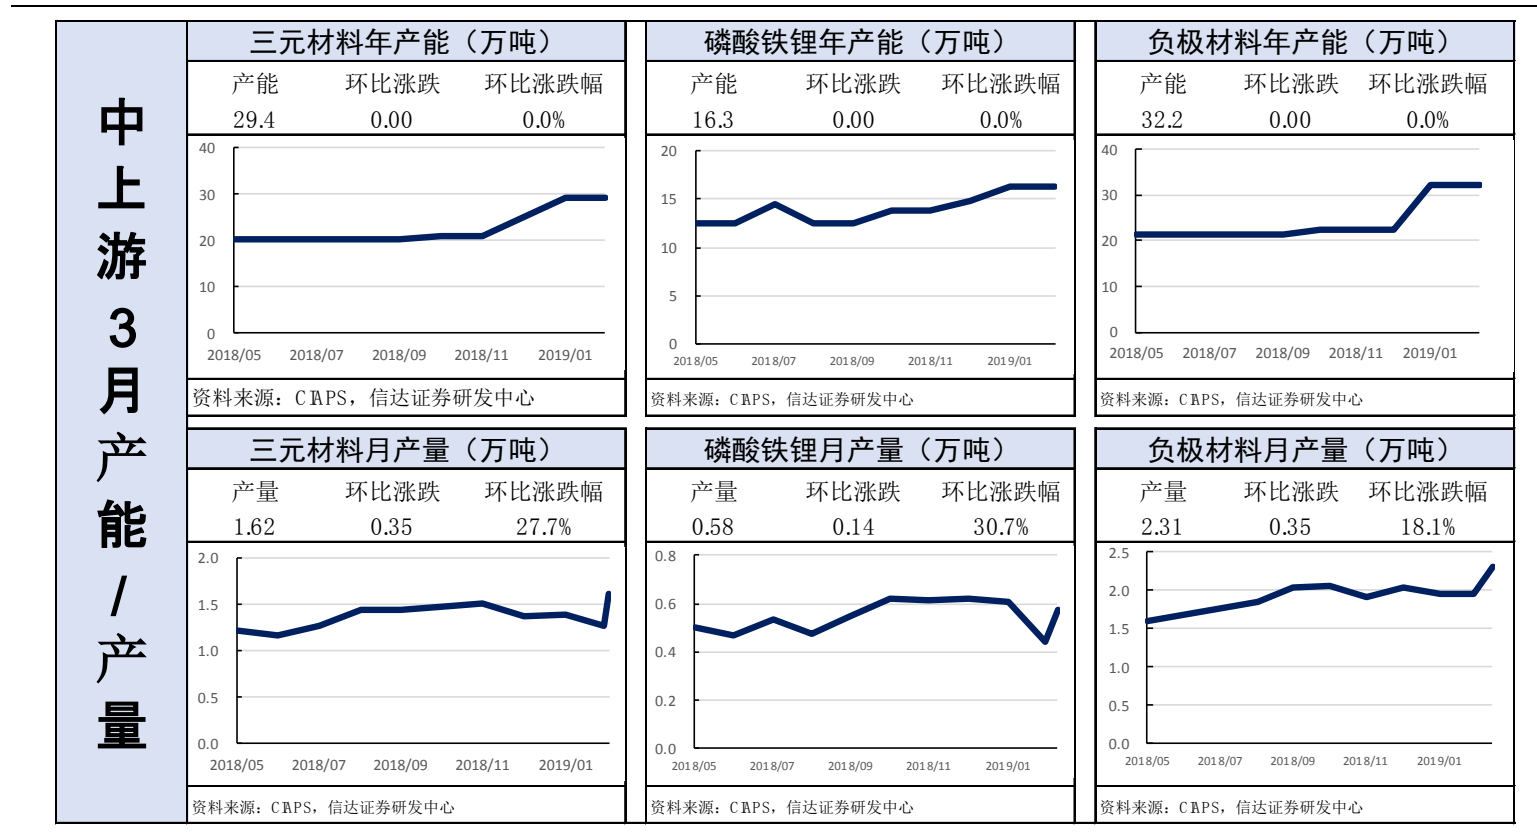 中上游3月产能/产量
三元材料年产能（万吨）
产能 环比涨跌 环比涨跌幅
29.4 0.00 0.0%
40
30
20
10
0
2018/05 2018/07 2018/09 2018/11 2019/01
资料来源：CIAPS，信达证券研发中心
磷酸铁锂年产能（万吨）
产能 环比涨跌 环比涨跌幅
16.3 0.00 0.0%
20
15
10
5
0
2018/05 2018/07 2018/09 2018/11 2019/01
资料来源：CIAPS，信达证券研发中心
负极材料年产能（万吨）
产能 环比涨跌 环比涨跌幅
32.2 0.00 0.0%
40
30
20
10
0
2018/05 2018/07 2018/09 2018/11 2019/01
资料来源：CIAPS，信达证券研发中心
三元材料月产量（万吨）
产量 环比涨跌 环比涨跌幅
1.62 0.35 27.7%
2.0
1.5
1.0
0.5
0.0
2018/05 2018/07 2018/09 2018/11 2019/01
资料来源：CIAPS，信达证券研发中心
磷酸铁锂月产量（万吨）
产量 环比涨跌 环比涨跌幅
0.58 0.14 30.7%
0.8
0.6
0.4
0.2
0.0
2018/05 2018/07 2018/09 2018/11 2019/01
资料来源：CIAPS，信达证券研发中心
负极材料月产量（万吨）
产量 环比涨跌 环比涨跌幅
2.31 0.35 18.1%
2.5
2.0
1.5
1.0
0.5
0.0
2018/05 2018/07 2018/09 2018/11 2019/01
资料来源：CIAPS，信达证券研发中心